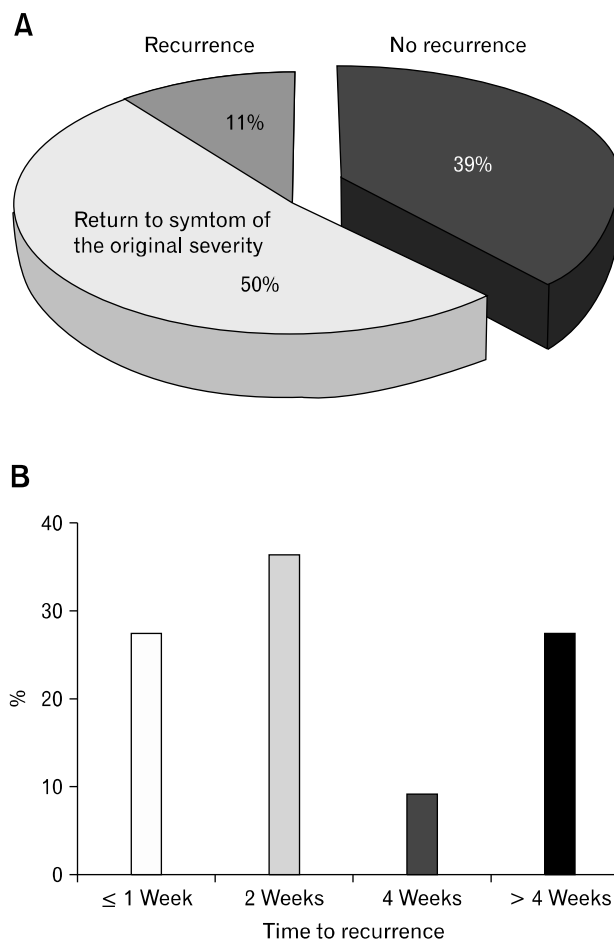 A
Recurrence
No recurrence
11%
39%
Return to symtom of
the original severity
50%
B
40
30
20
10
0
%
≤ 1 Week
2 Weeks
4 Weeks
> 4 Weeks
Time to recurrence